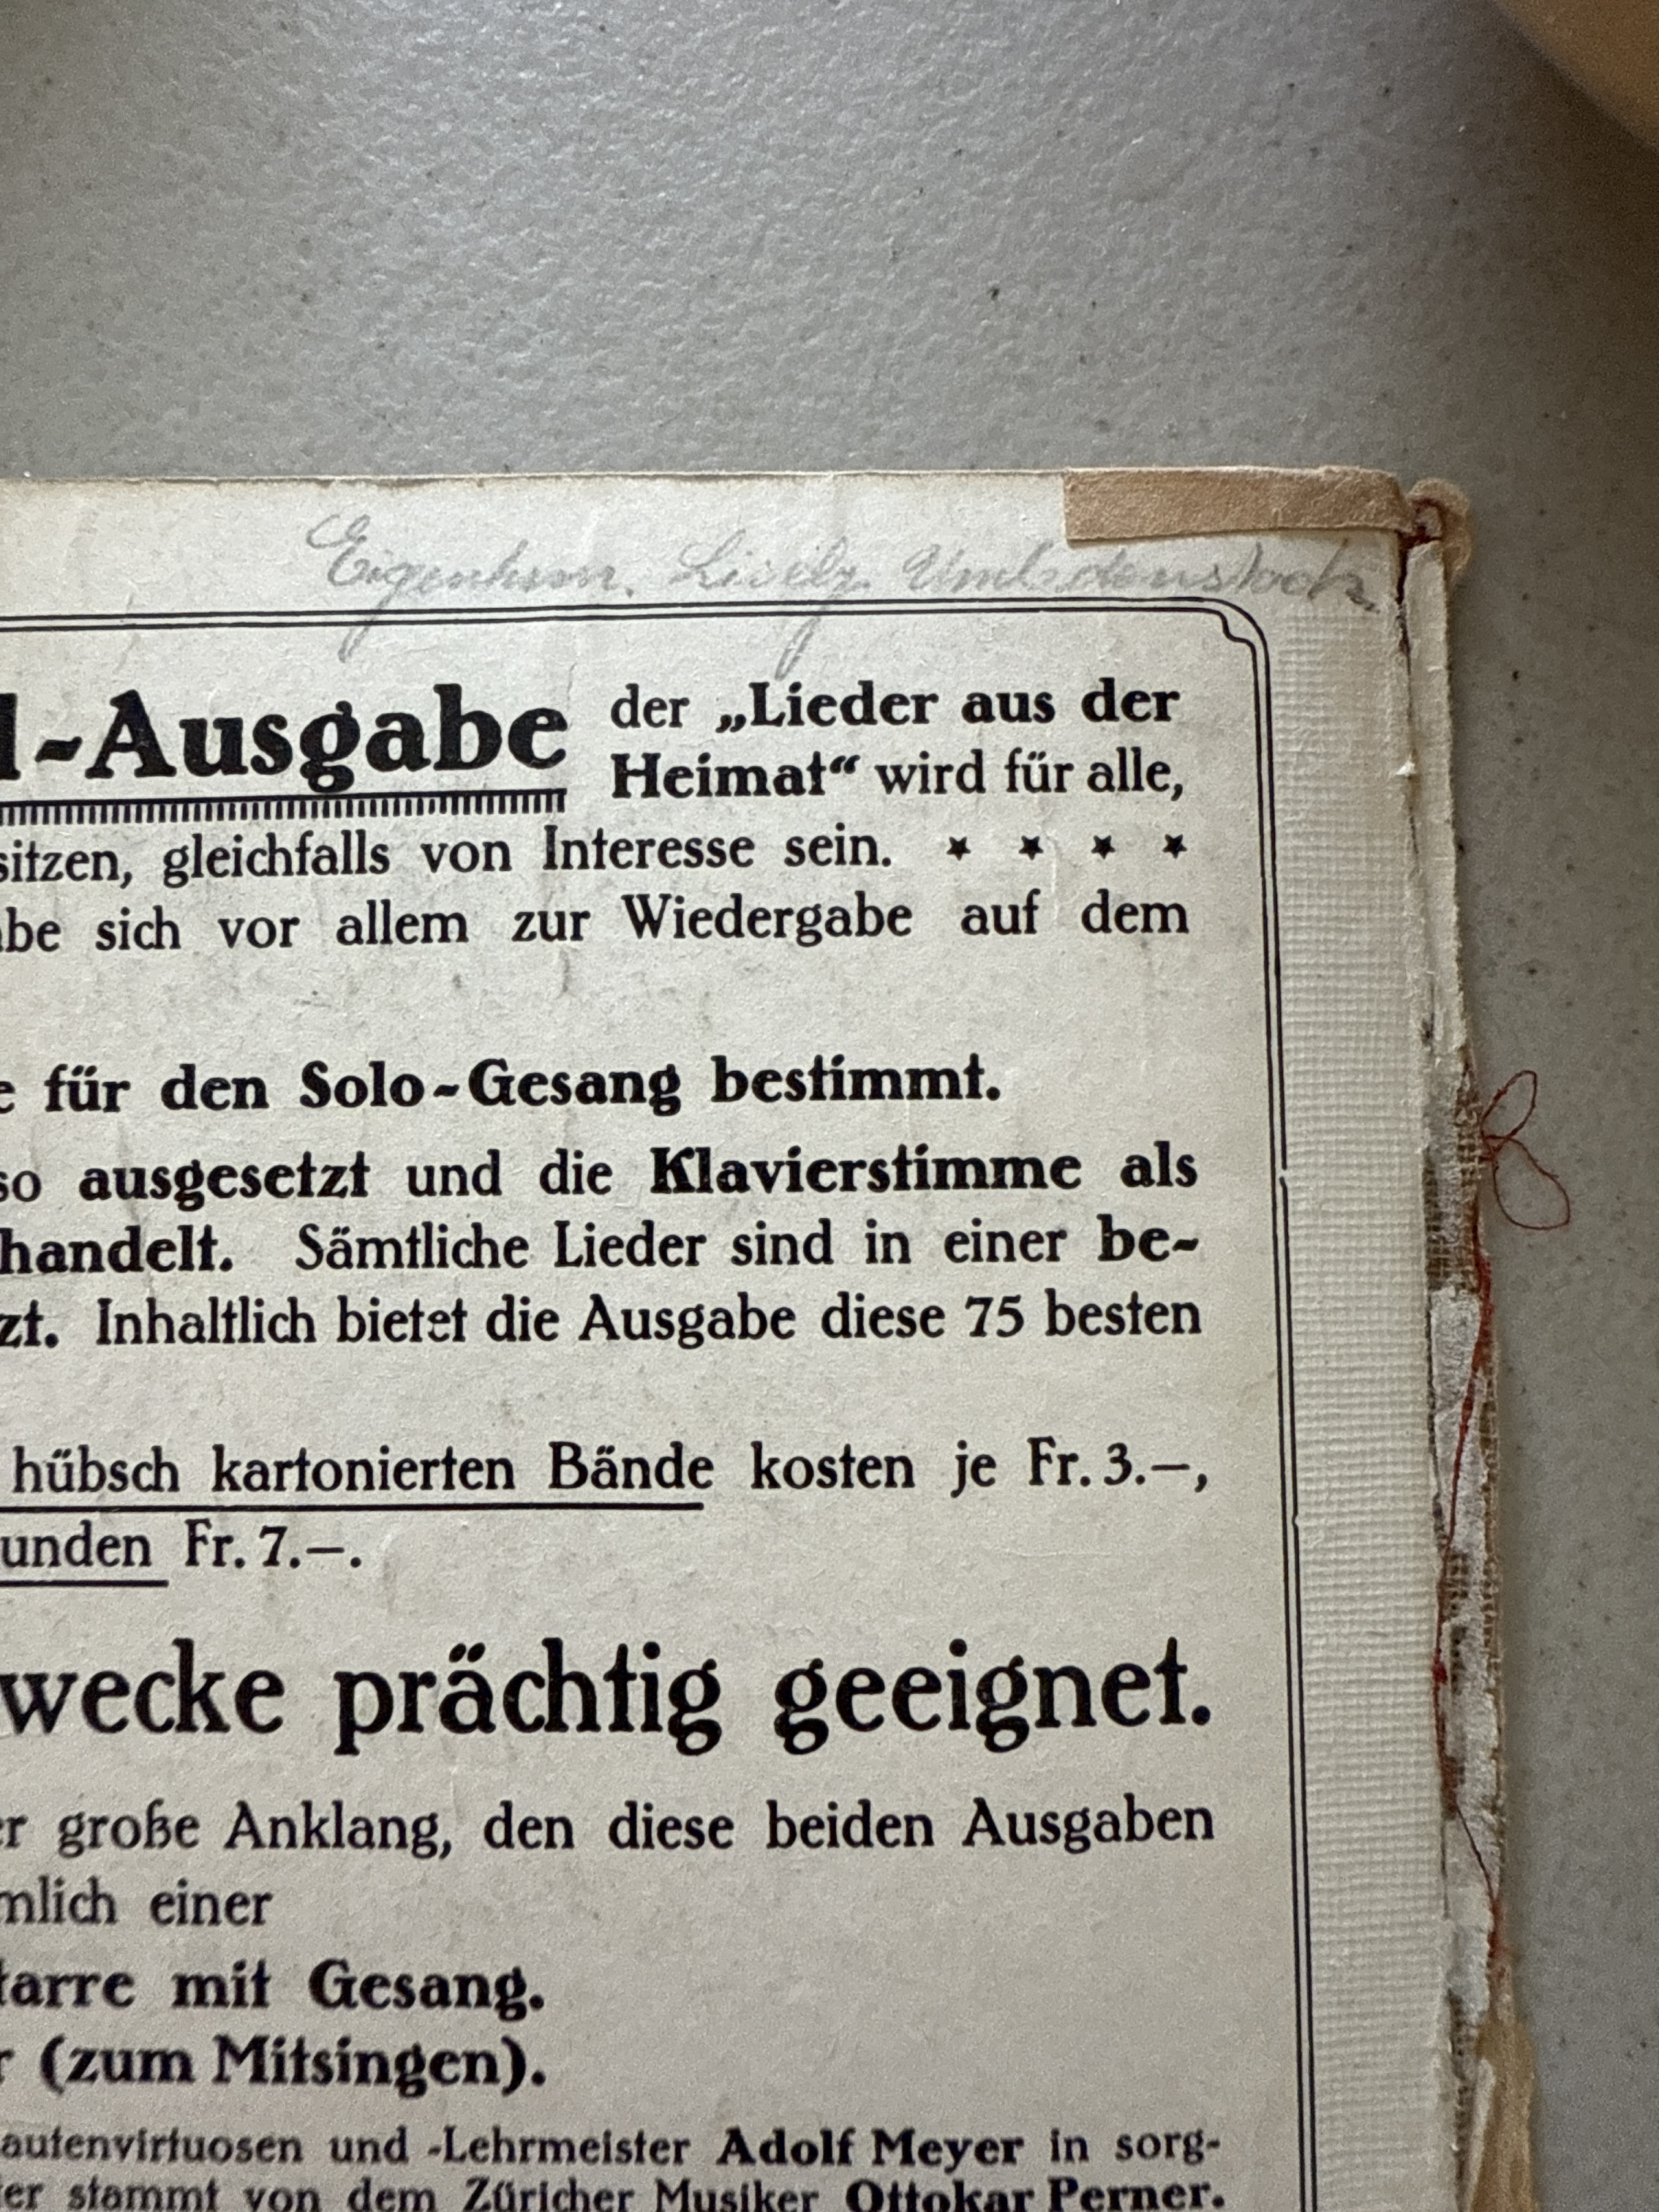 Eigentum.
l-Ausgabe der „Lieder aus der
Heimat“ wird für alle,
sitzen, gleichfalls von Interesse sein. * * * *
be sich vor allem zur Wiedergabe auf dem
e für den Solo-Gesang bestimmt.
so ausgesetzt und die Klavierstimme als
handelt. Sämtliche Lieder sind in einer be-
zt. Inhaltlich bietet die Ausgabe diese 75 besten
hübsch kartonierten Bände kosten je Fr. 3.—,
unden Fr. 7.—.
wecke prächtig geeignet.
er große Anklang, den diese beiden Ausgaben
mlich einer
tarre mit Gesang.
r (zum Mitsingen).
autenvirtuosen und -Lehrmeister Adolf Meyer in sorg-
er stammt von dem Züricher Musiker Ottokar Perner.